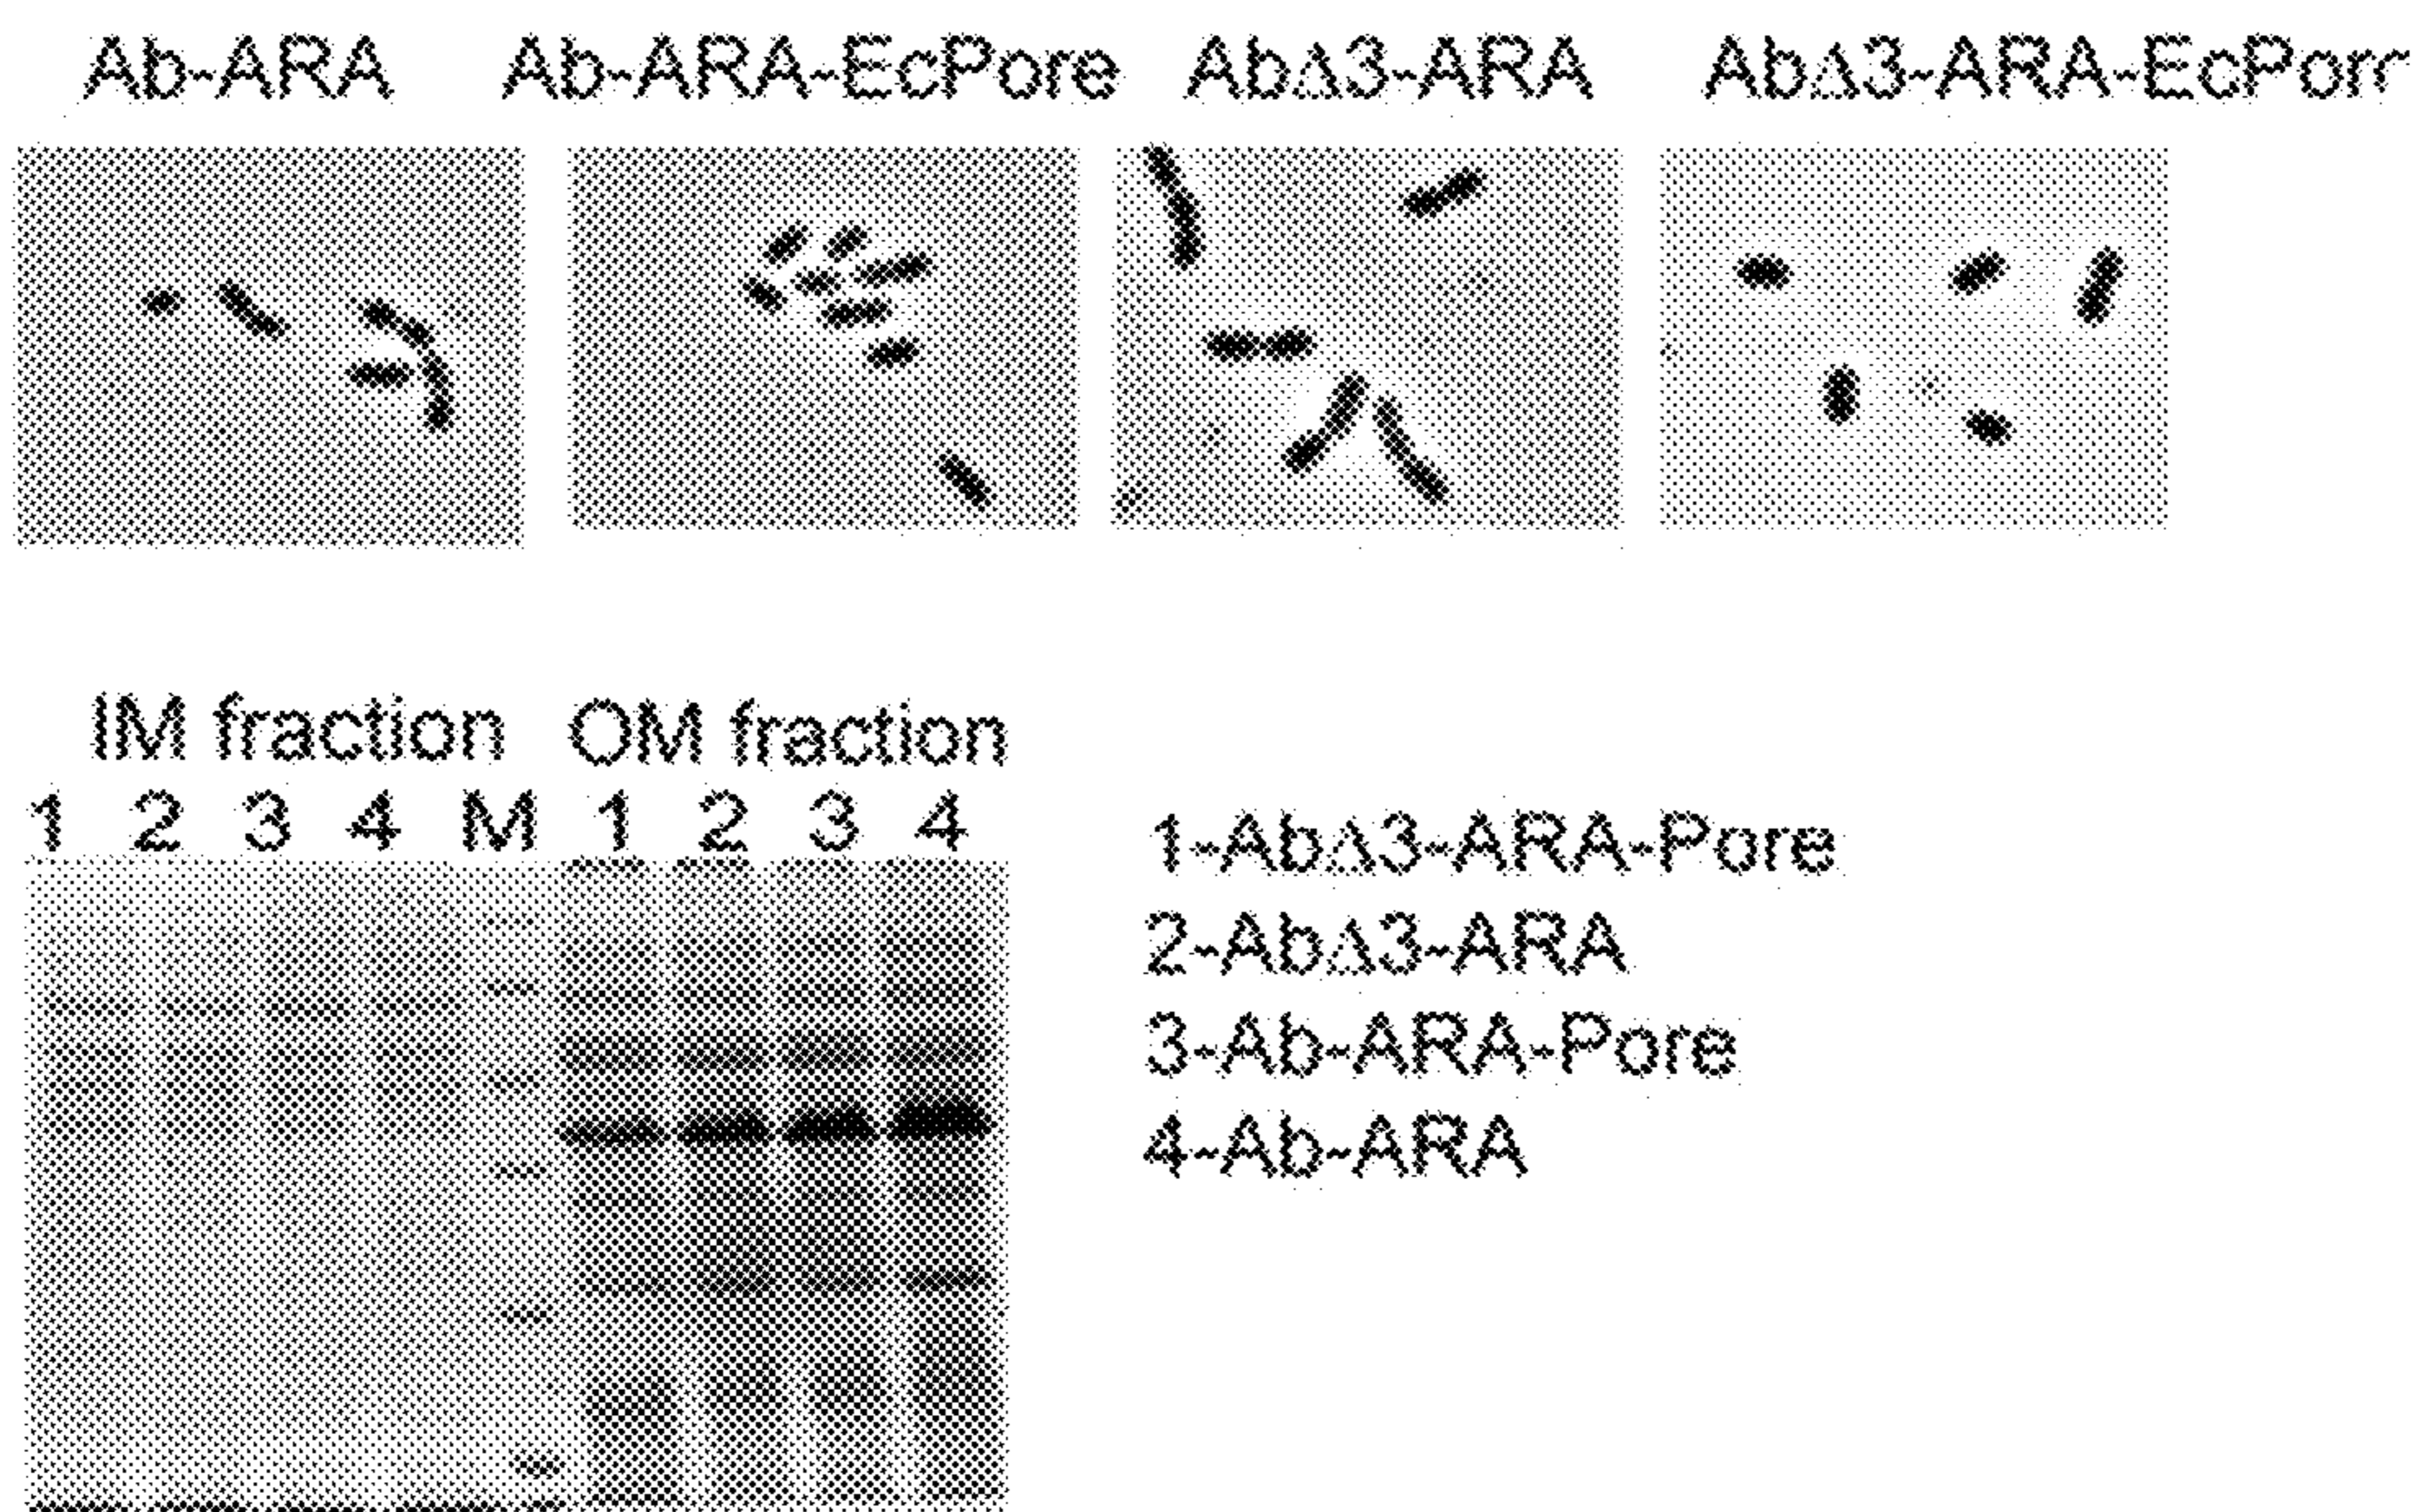 Ab-ARA Ab-ARA-EcPore AbΔ3-ARA AbΔ3-ARA-EcPorr
IM fraction OM fraction
1 2 3 4 M 1 2 3 4
1-AbΔ3-ARA-Pore
2-AbΔ3-ARA
3-Ab-ARA-Pore
4-Ab-ARA